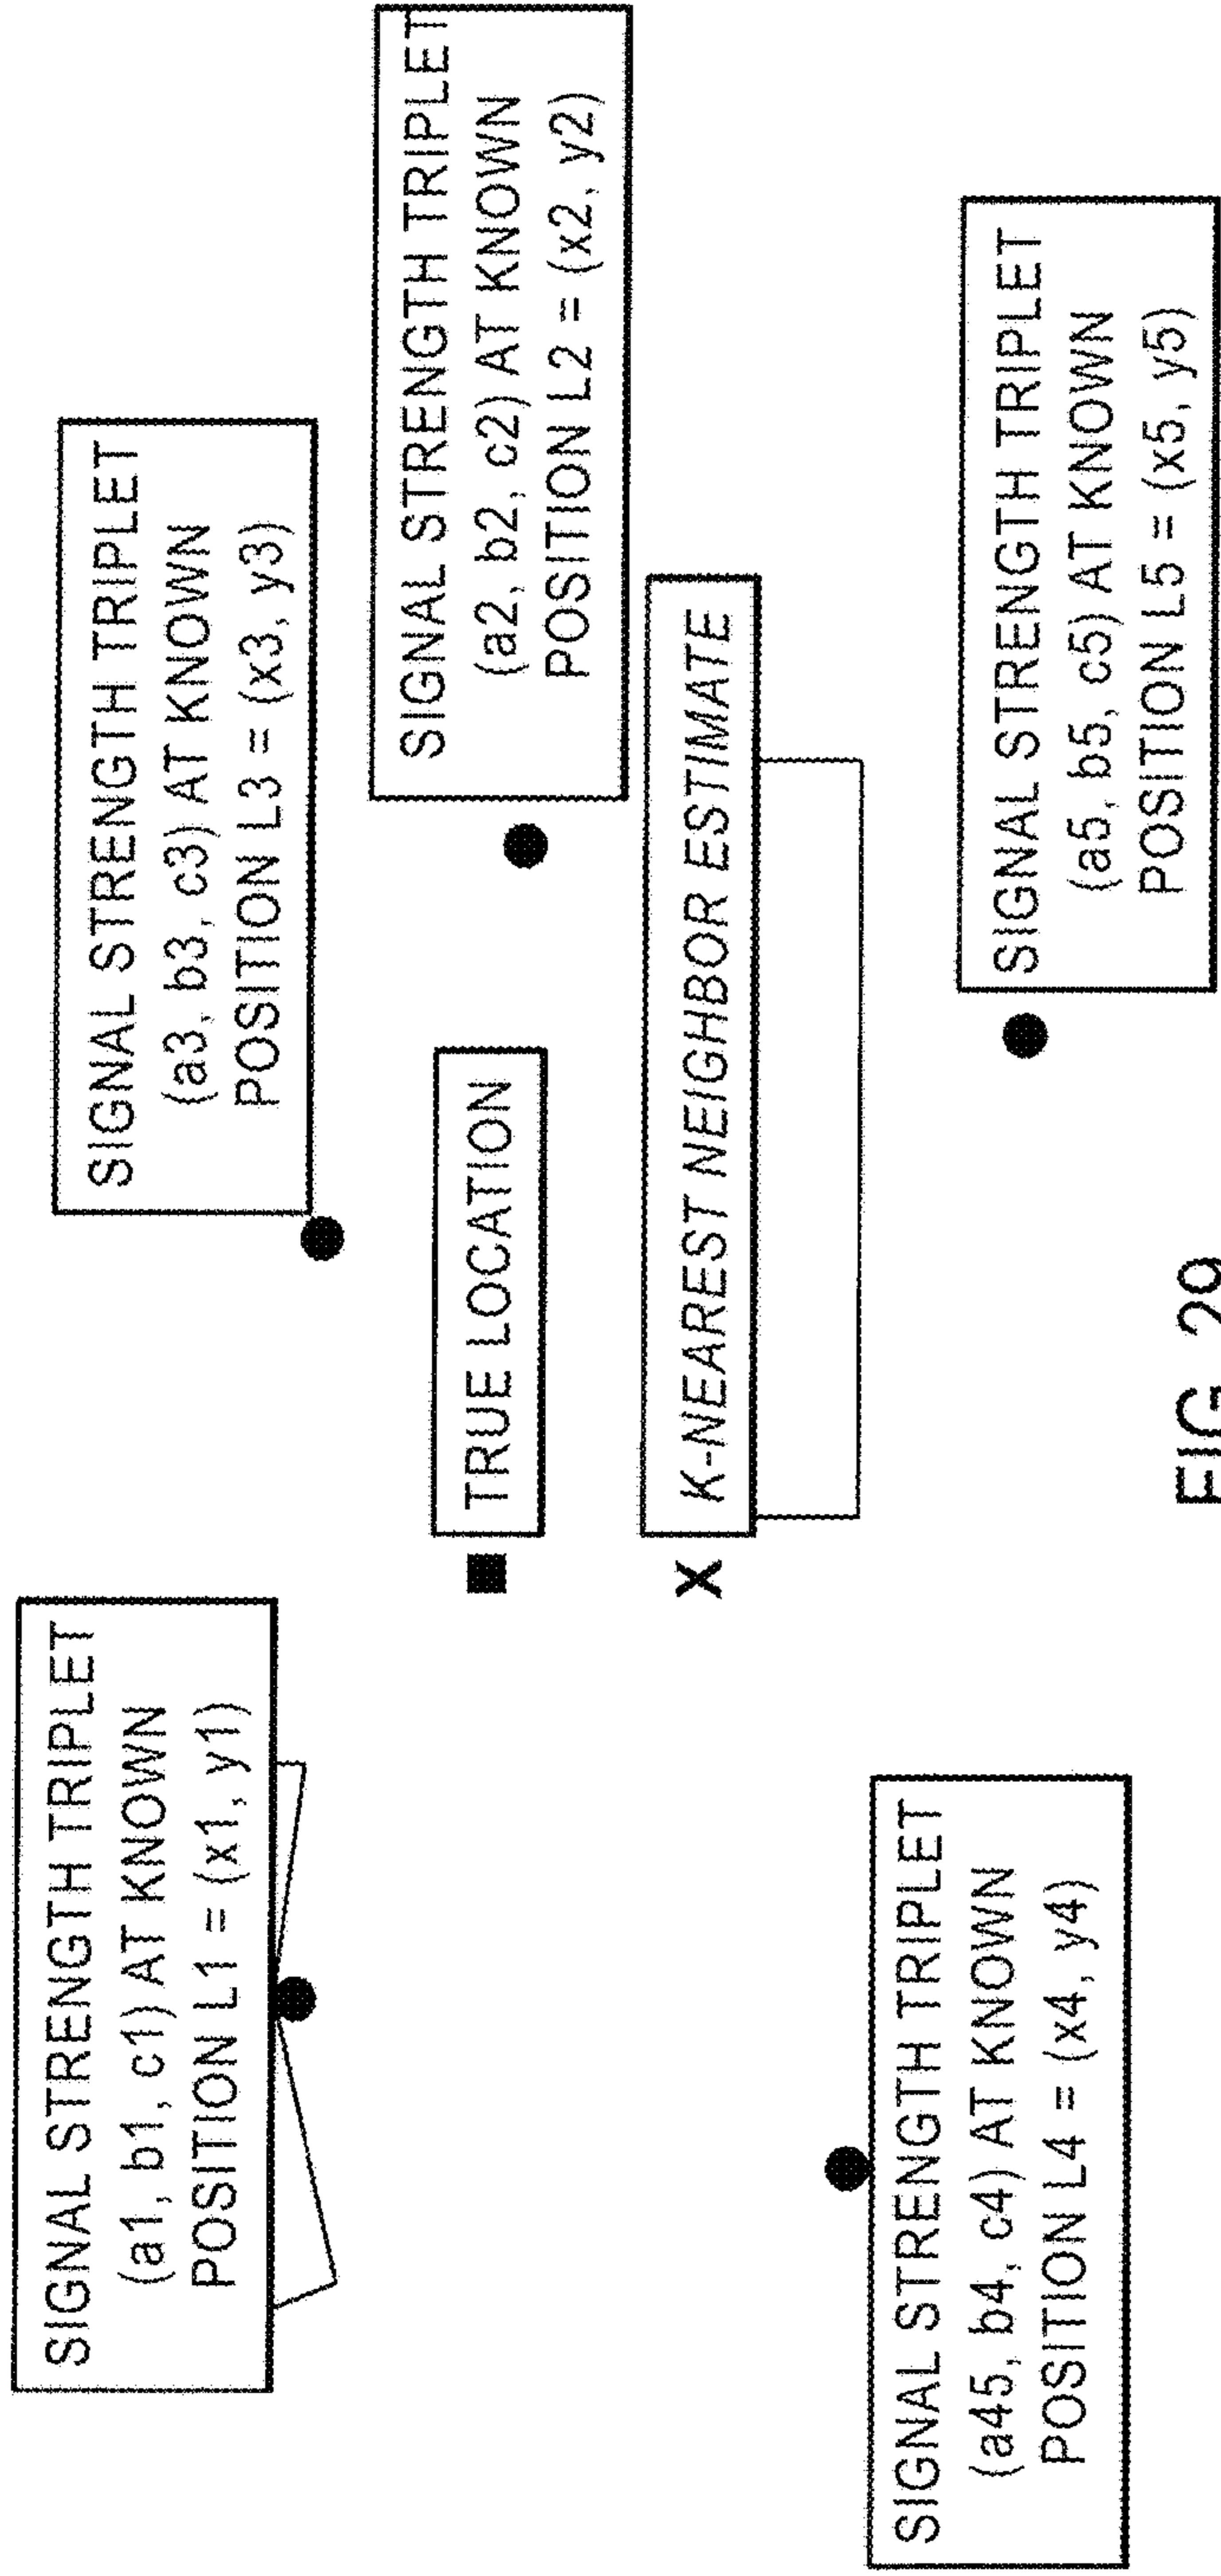 SIGNAL STRENGTH TRIPLET
(a1, b1, c1) AT KNOWN
POSITION L1 = (x1, y1)
SIGNAL STRENGTH TRIPLET
(a3, b3, c3) AT KNOWN
POSITION L3 = (x3, y3)
SIGNAL STRENGTH TRIPLET
(a2, b2, c2) AT KNOWN
POSITION L2 = (x2, y2)
TRUE LOCATION
X K-NEAREST NEIGHBOR ESTIMATE
SIGNAL STRENGTH TRIPLET
(a45, b4, c4) AT KNOWN
POSITION L4 = (x4, y4)
SIGNAL STRENGTH TRIPLET
(a5, b5, c5) AT KNOWN
POSITION L5 = (x5, y5)
FIG. 29